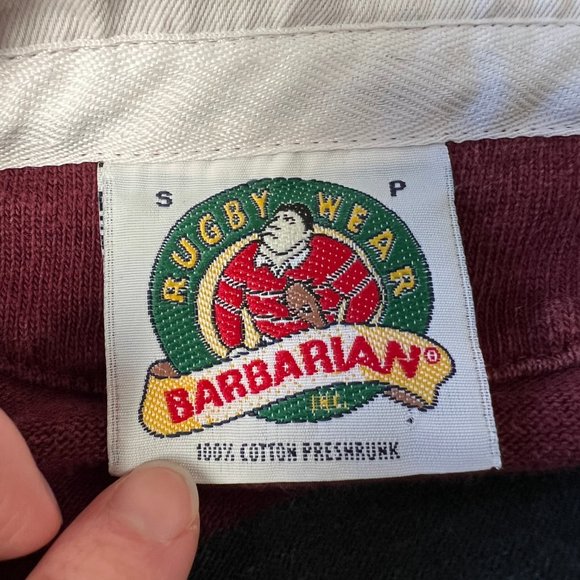 S P
RUGBY WEAR
BARBARIAN®
INC.
100% COTTON PRESHRUNK